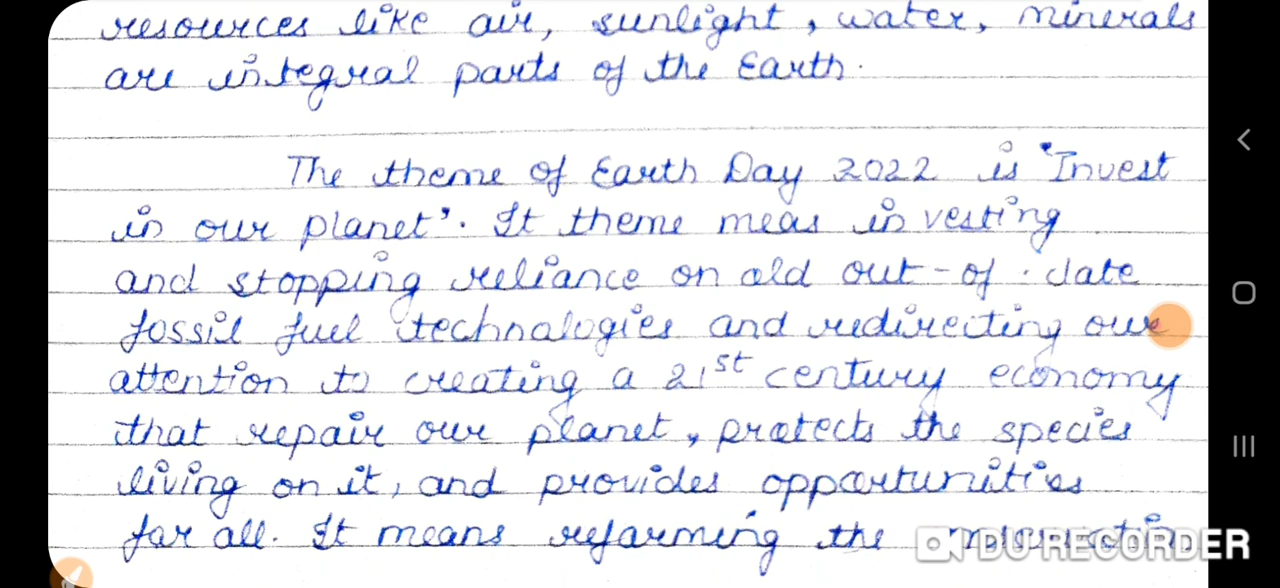 resources like air, sunlight, water, minerals
are integral parts of the Earth.
The theme of Earth Day 2022 is 'Invest
in our planet'. It theme meas in vesting
and stopping reliance on old out-of-date
fossil fuel technologies and redirecting our
attention to creating a 21st century economy
that repair our planet, protects the species
living on it, and provides opportunities
for all. It means reforming the
DU RECORDER